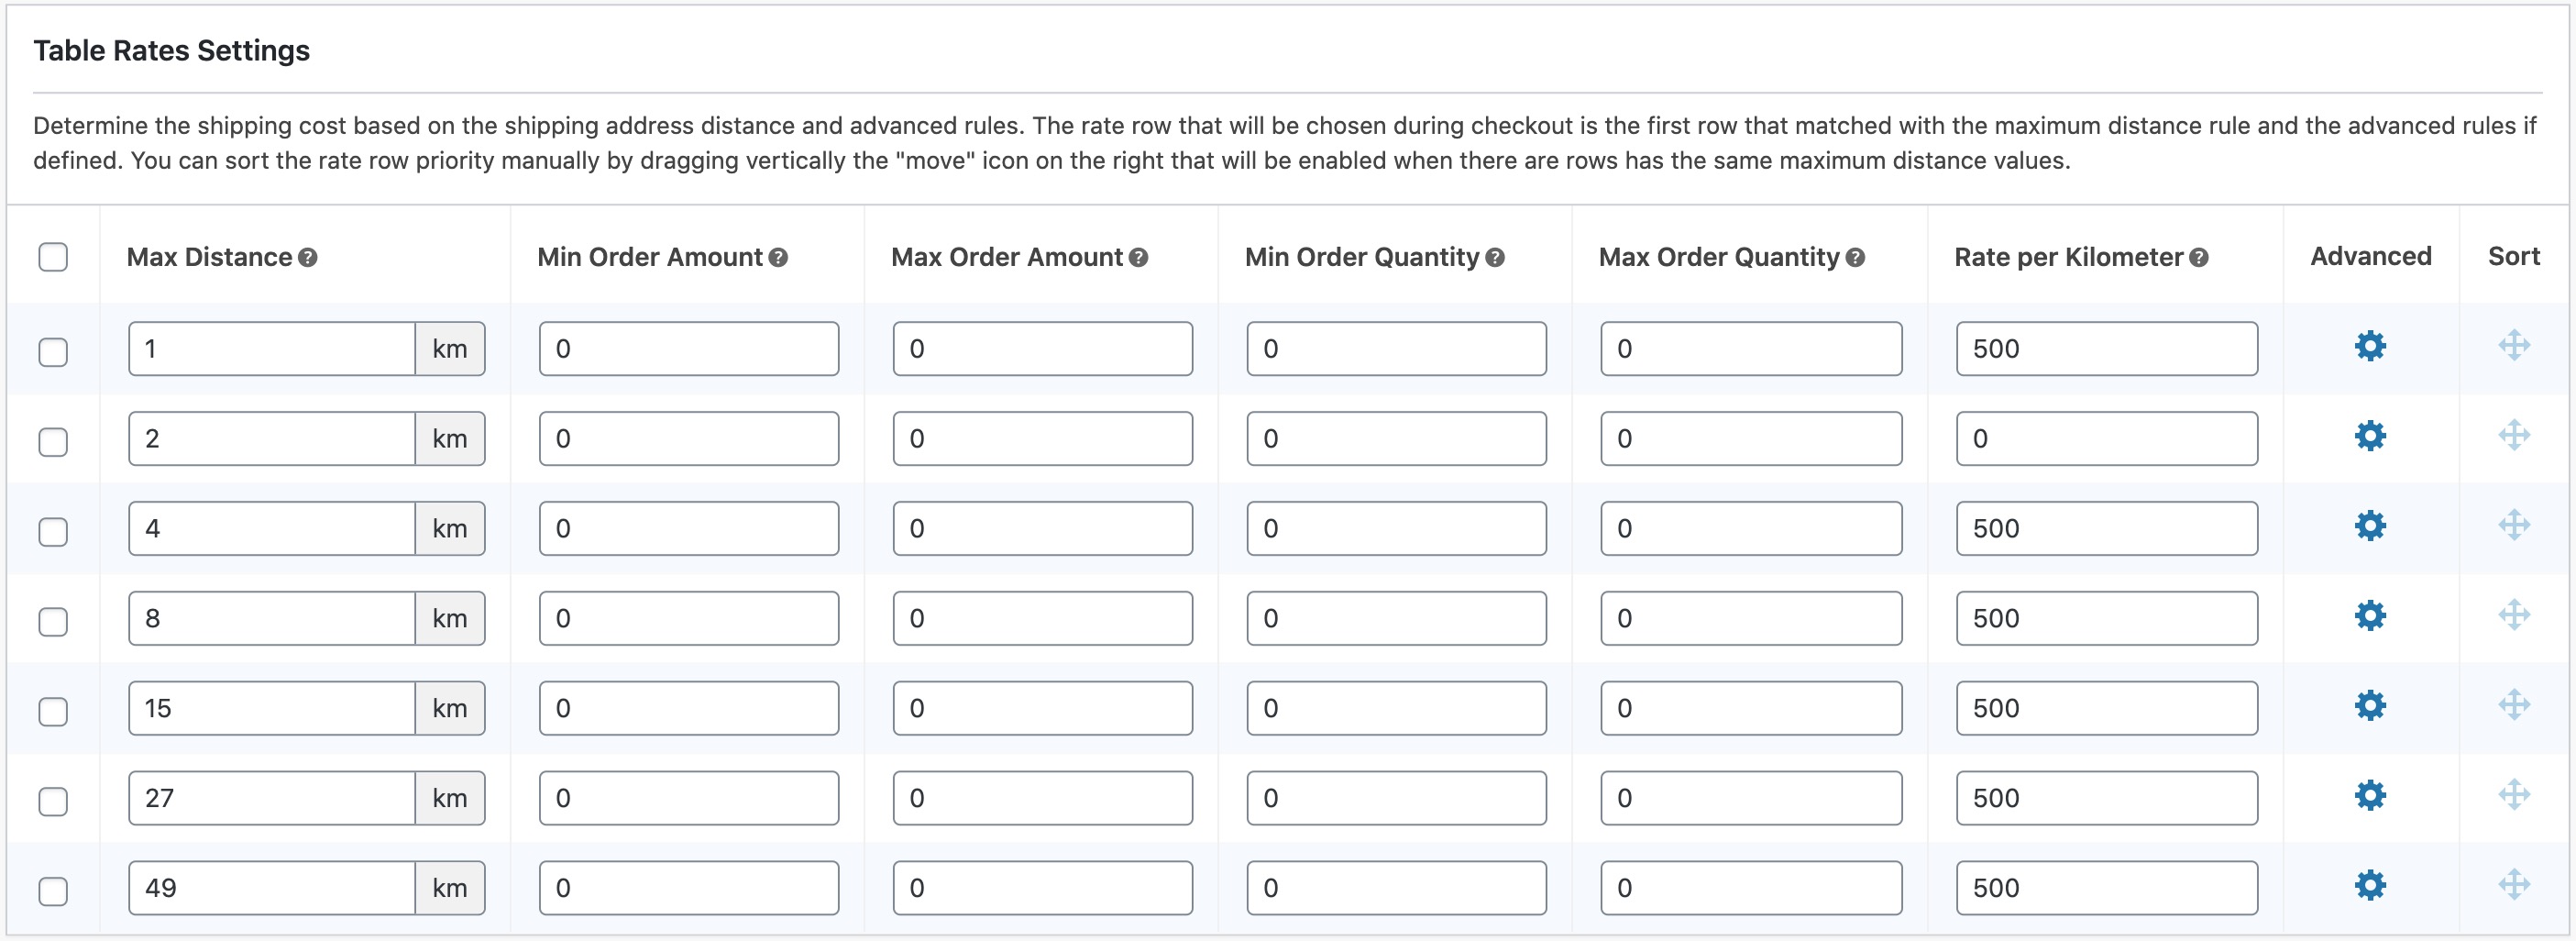 Table Rates Settings
Determine the shipping cost based on the shipping address distance and advanced rules. The rate row that will be chosen during checkout is the first row that matched with the maximum distance rule and the advanced rules if
defined. You can sort the rate row priority manually by dragging vertically the "move" icon on the right that will be enabled when there are rows has the same maximum distance values.
Max Distance ? Min Order Amount ? Max Order Amount ? Min Order Quantity ? Max Order Quantity ? Rate per Kilometer ? Advanced Sort
1 km 0 0 0 0 500
2 km 0 0 0 0 0
4 km 0 0 0 0 500
8 km 0 0 0 0 500
15 km 0 0 0 0 500
27 km 0 0 0 0 500
49 km 0 0 0 0 500